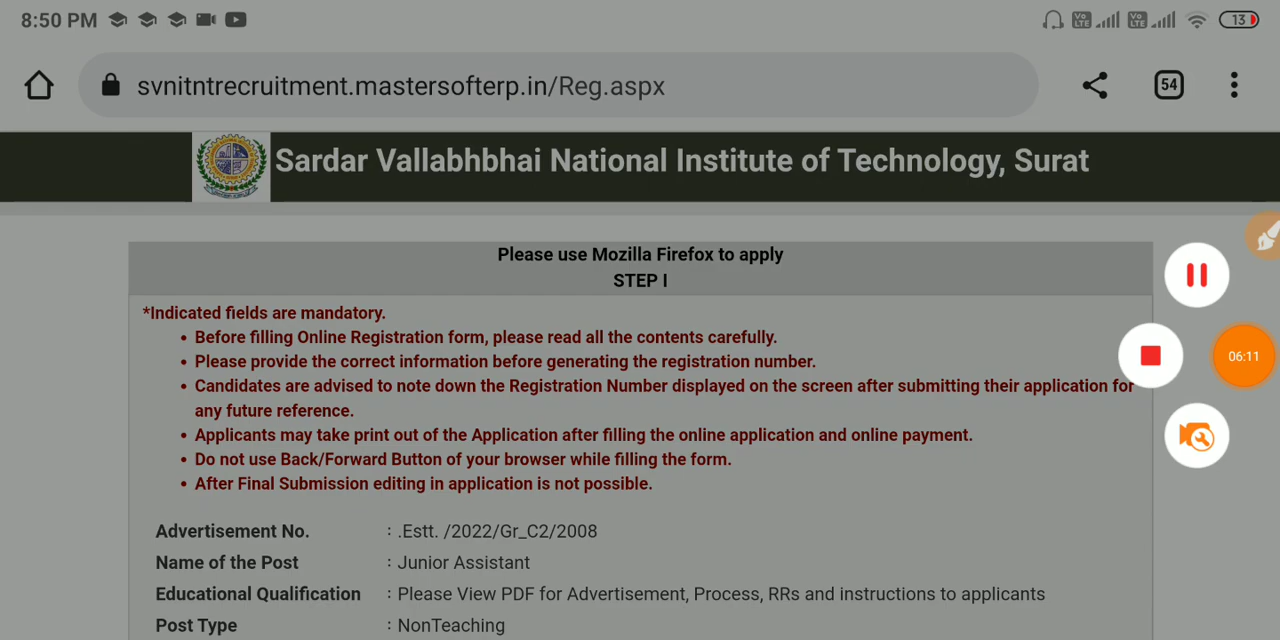 8:50 PM
Vo LTE
Vo LTE
13
svnitntrecruitment.mastersofterp.in/Reg.aspx
54
Sardar Vallabhbhai National Institute of Technology, Surat
Please use Mozilla Firefox to apply
STEP I
*Indicated fields are mandatory.
• Before filling Online Registration form, please read all the contents carefully.
• Please provide the correct information before generating the registration number.
• Candidates are advised to note down the Registration Number displayed on the screen after submitting their application for
any future reference.
• Applicants may take print out of the Application after filling the online application and online payment.
• Do not use Back/Forward Button of your browser while filling the form.
• After Final Submission editing in application is not possible.
06:11
Advertisement No. : .Estt. /2022/Gr_C2/2008
Name of the Post : Junior Assistant
Educational Qualification : Please View PDF for Advertisement, Process, RRs and instructions to applicants
Post Type : NonTeaching